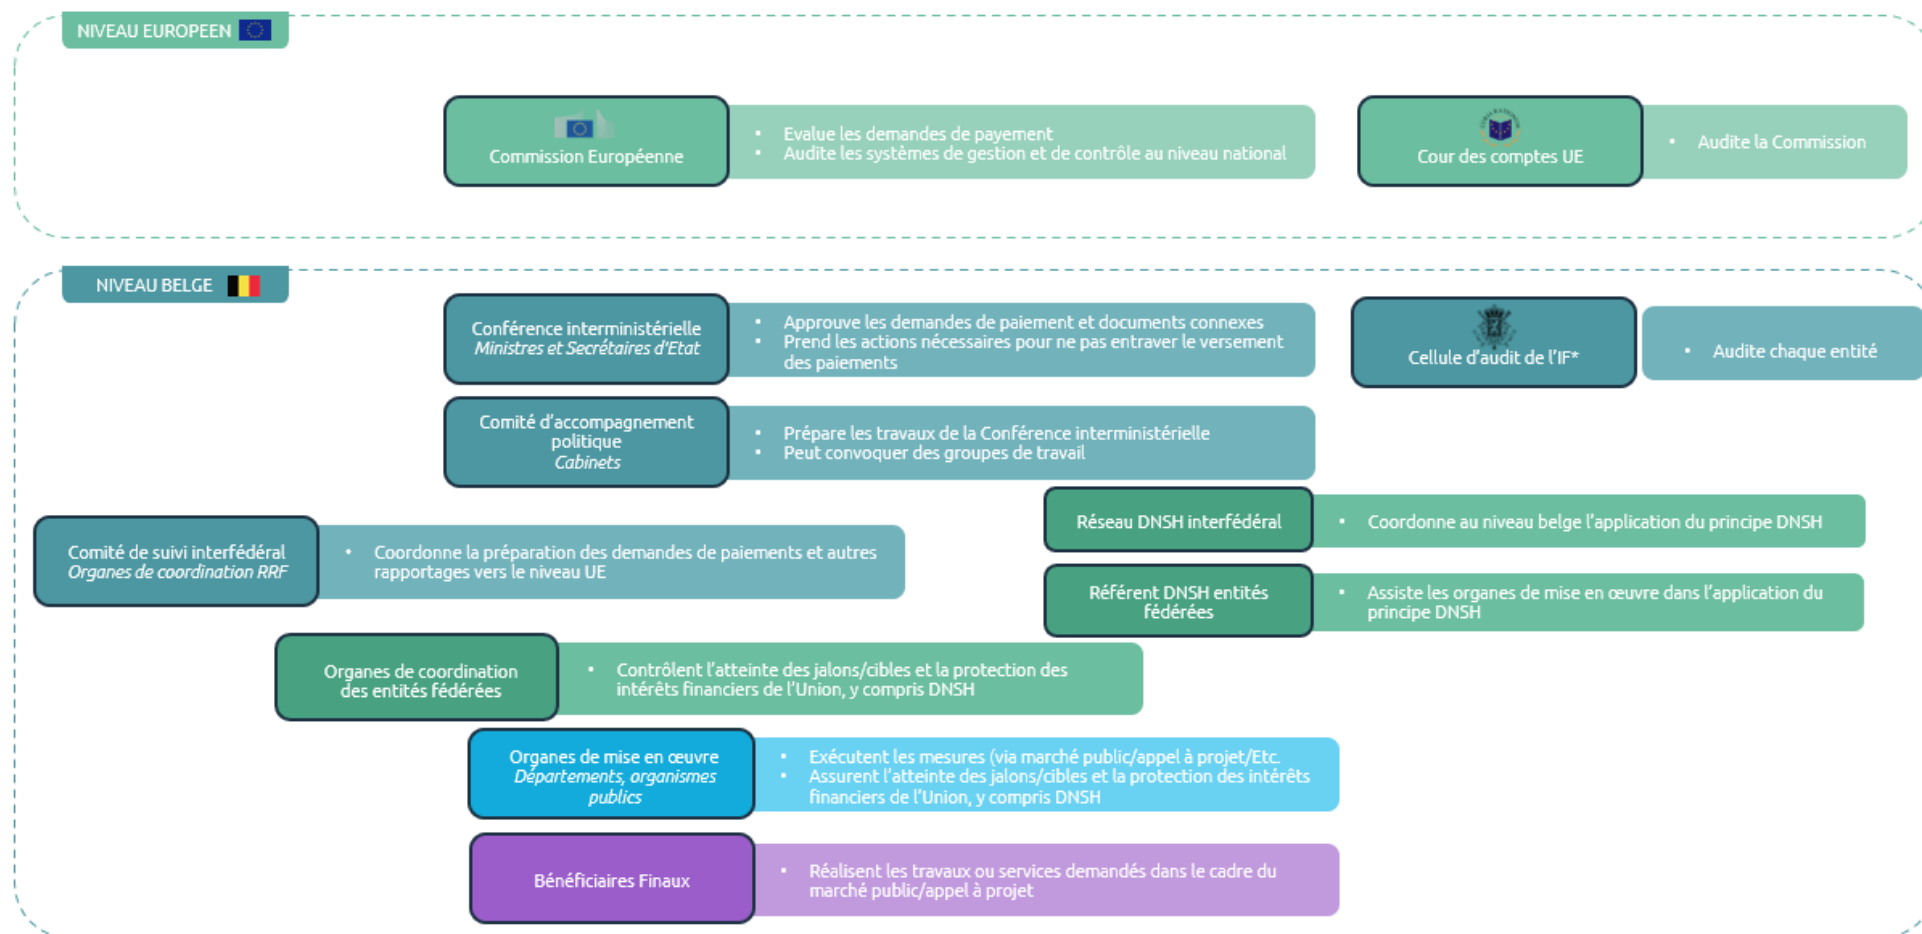 NIVEAU EUROPEEN
Commission Européenne
• Evalue les demandes de payement
• Audite les systèmes de gestion et de contrôle au niveau national
Cour des comptes UE
• Audite la Commission
NIVEAU BELGE
Conférence interministérielle
Ministres et Secrétaires d'Etat
• Approuve les demandes de paiement et documents connexes
• Prend les actions nécessaires pour ne pas entraver le versement
des paiements
Cellule d'audit de l'IF*
• Audite chaque entité
Comité d'accompagnement
politique
Cabinets
• Prépare les travaux de la Conférence interministérielle
• Peut convoquer des groupes de travail
Réseau DNSH interfédéral
• Coordonne au niveau belge l'application du principe DNSH
Comité de suivi interfédéral
Organes de coordination RRF
• Coordonne la préparation des demandes de paiements et autres
rapportages vers le niveau UE
Référent DNSH entités
fédérées
• Assiste les organes de mise en œuvre dans l'application du
principe DNSH
Organes de coordination
des entités fédérées
• Contrôlent l'atteinte des jalons/cibles et la protection des
intérêts financiers de l'Union, y compris DNSH
Organes de mise en œuvre
Départements, organismes
publics
• Exécutent les mesures (via marché public/appel à projet/Etc.
• Assurent l'atteinte des jalons/cibles et la protection des intérêts
financiers de l'Union, y compris DNSH
Bénéficiaires Finaux
• Réalisent les travaux ou services demandés dans le cadre du
marché public/appel à projet